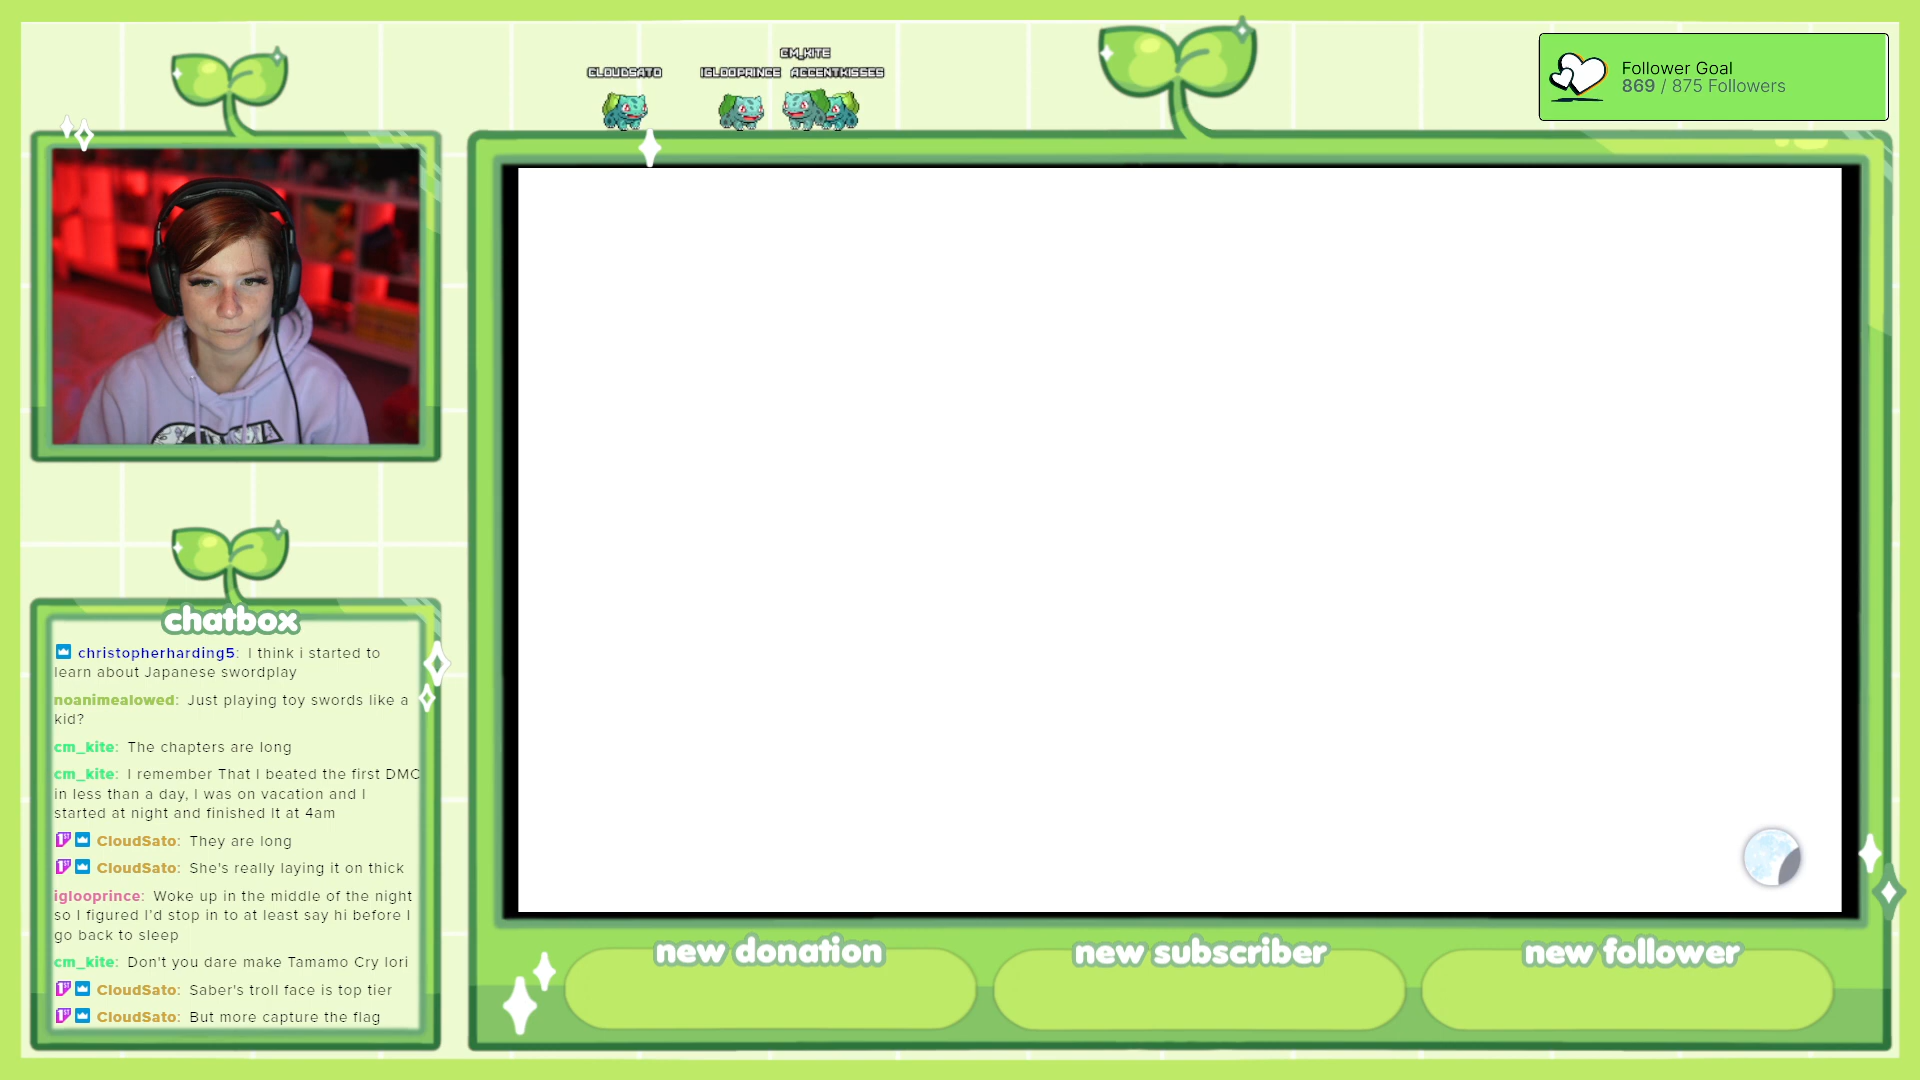 CM_KITE
CLOUDSATO
IGLOOPRINCE
ACCENTKISSES
Follower Goal
869 / 875 Followers
chatbox
christopherharding5: I think i started to
learn about Japanese swordplay
noanimealowed: Just playing toy swords like a
kid?
cm_kite: The chapters are long
cm_kite: I remember That I beated the first DMC
in less than a day, I was on vacation and I
started at night and finished It at 4am
CloudSato: They are long
CloudSato: She's really laying it on thick
iglooprince: Woke up in the middle of the night
so I figured I'd stop in to at least say hi before I
go back to sleep
cm_kite: Don't you dare make Tamamo Cry Iori
CloudSato: Saber's troll face is top tier
CloudSato: But more capture the flag
new donation
new subscriber
new follower